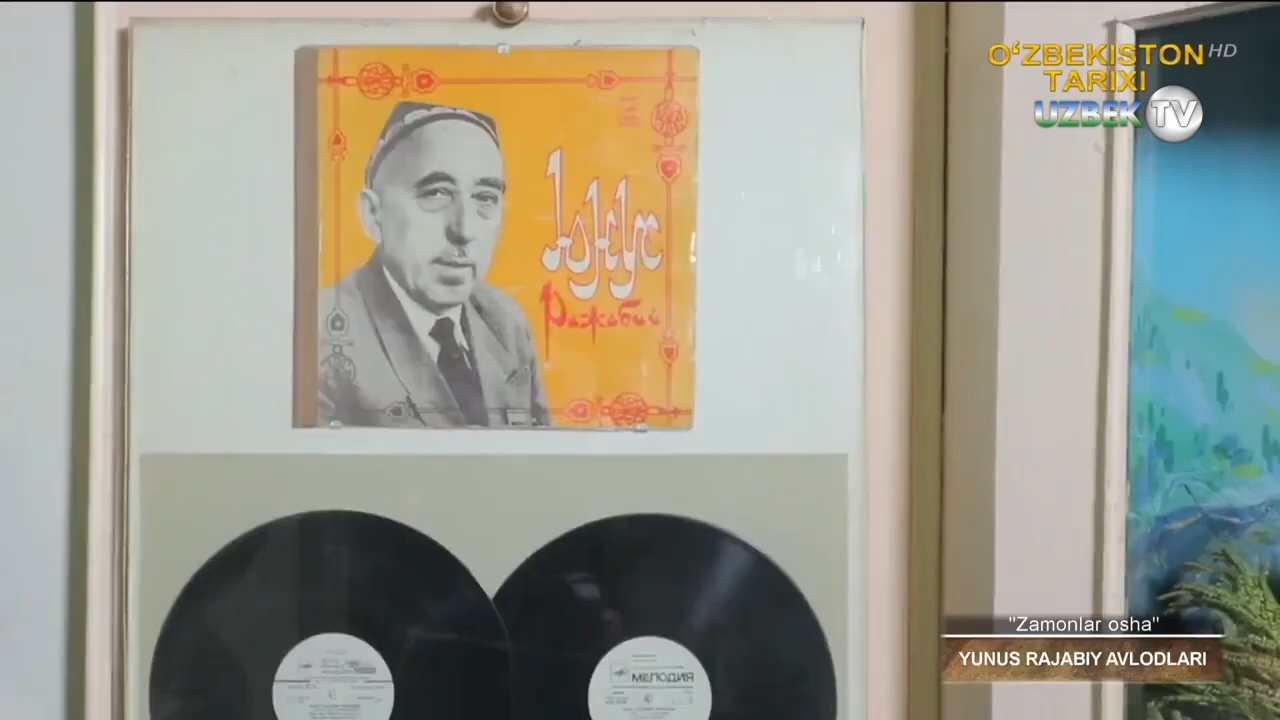 O‘ZBEKISTON HD
TARIXI
UZBEK TV
Юнус
Ражабий
МЕЛОДИЯ
"Zamonlar osha"
YUNUS RAJABIY AVLODLARI